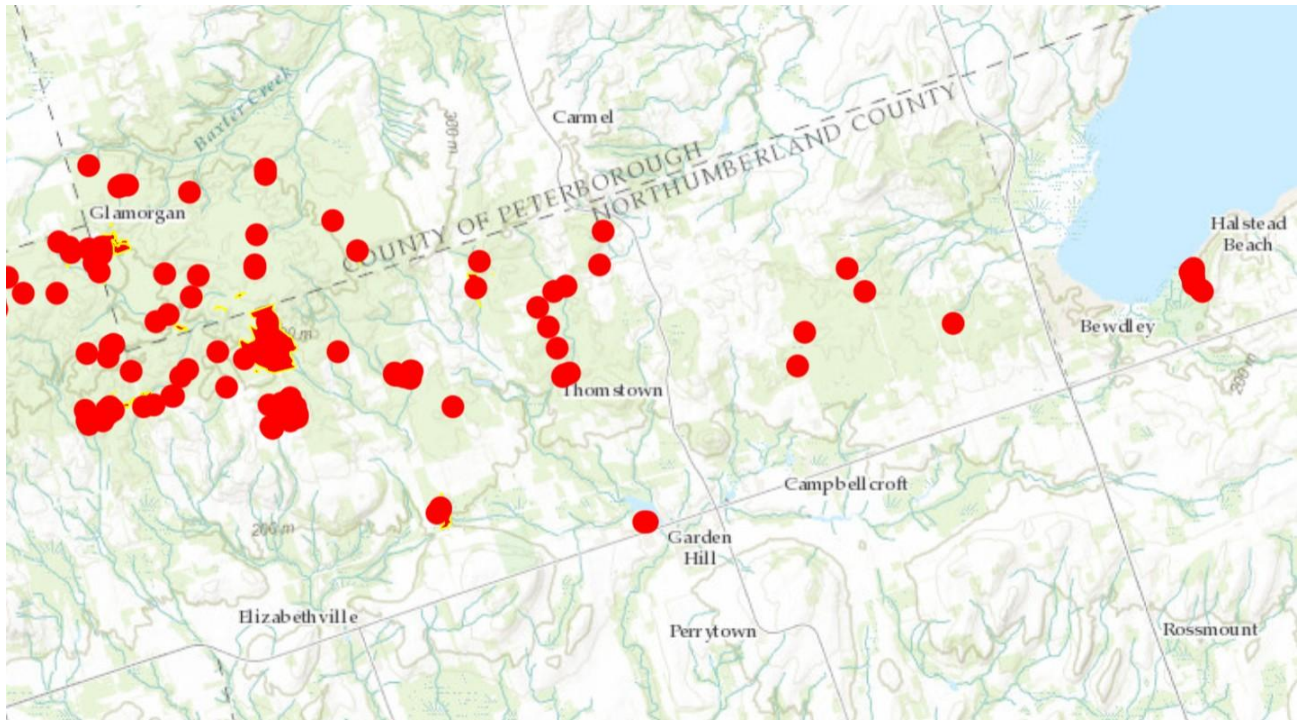 Carmel
Baxter Creek
300 m
COUNTY OF PETERBOROUGH
NORTHUMBERLAND COUNTY
Glamorgan
Halstead
Beach
Bewdley
200 m
Thomstown
Campbellcroft
200 m
Garden
Hill
Elizabethville
Perrytown
Rossmount